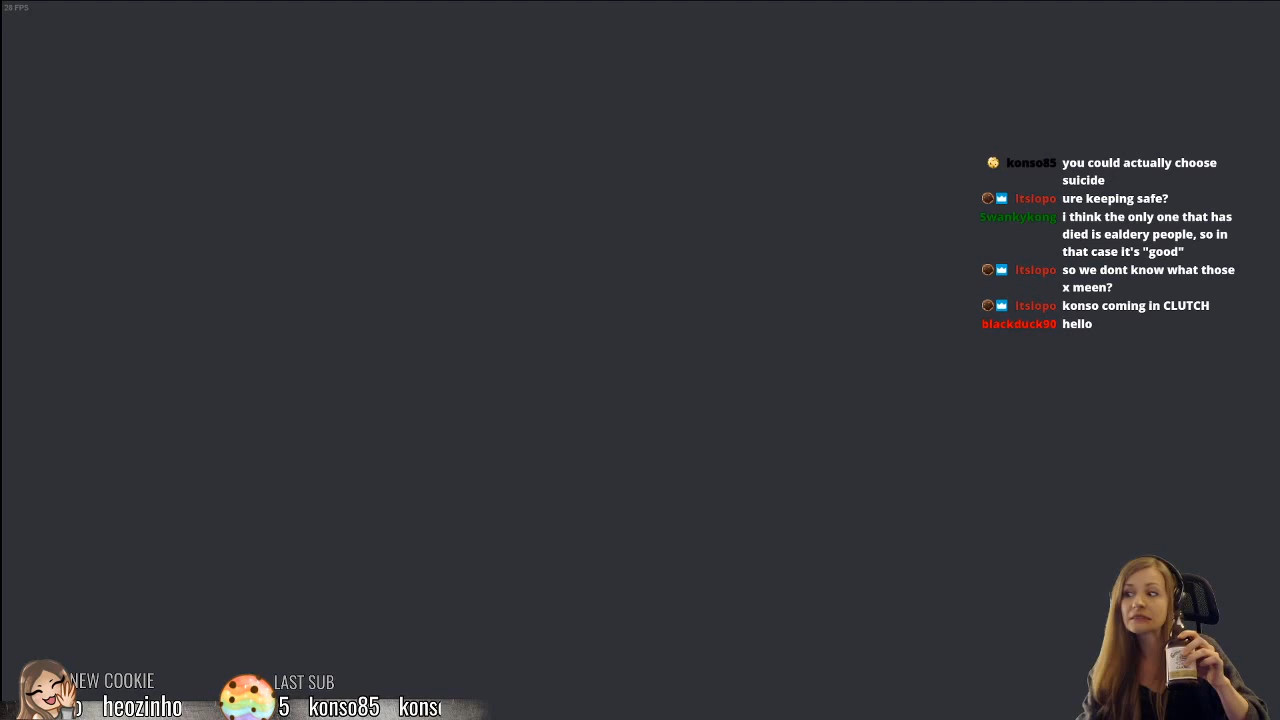 28 FPS
konso85 you could actually choose
suicide
Itslopo ure keeping safe?
Swankykong i think the only one that has
died is ealdery people, so in
that case it's "good"
Itslopo so we dont know what those
x meen?
Itslopo konso coming in CLUTCH
blackduck90 hello
NEW COOKIE
heozinho
LAST SUB
5 konso85